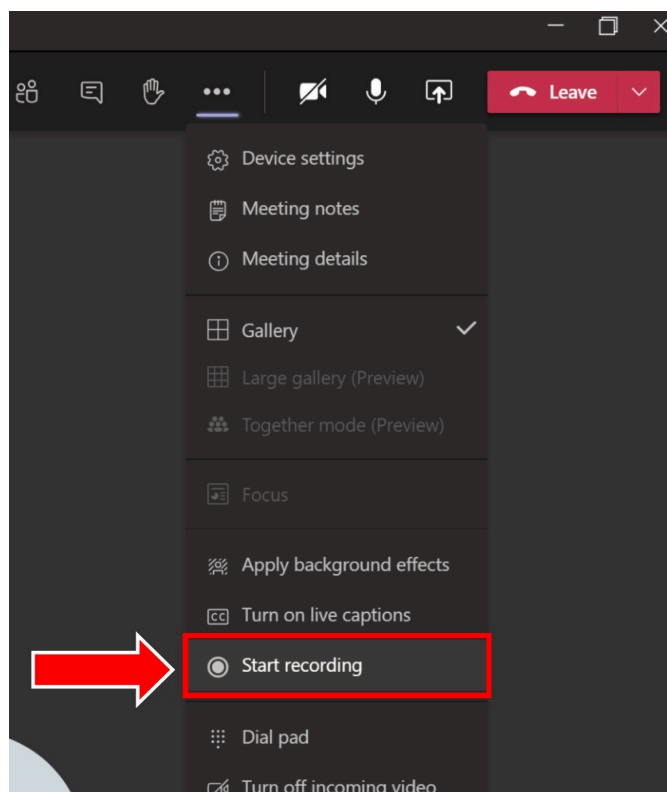 Leave
Device settings
Meeting notes
Meeting details
Gallery
Large gallery (Preview)
Together mode (Preview)
Focus
Apply background effects
CC Turn on live captions
Start recording
Dial pad
Turn off incoming video